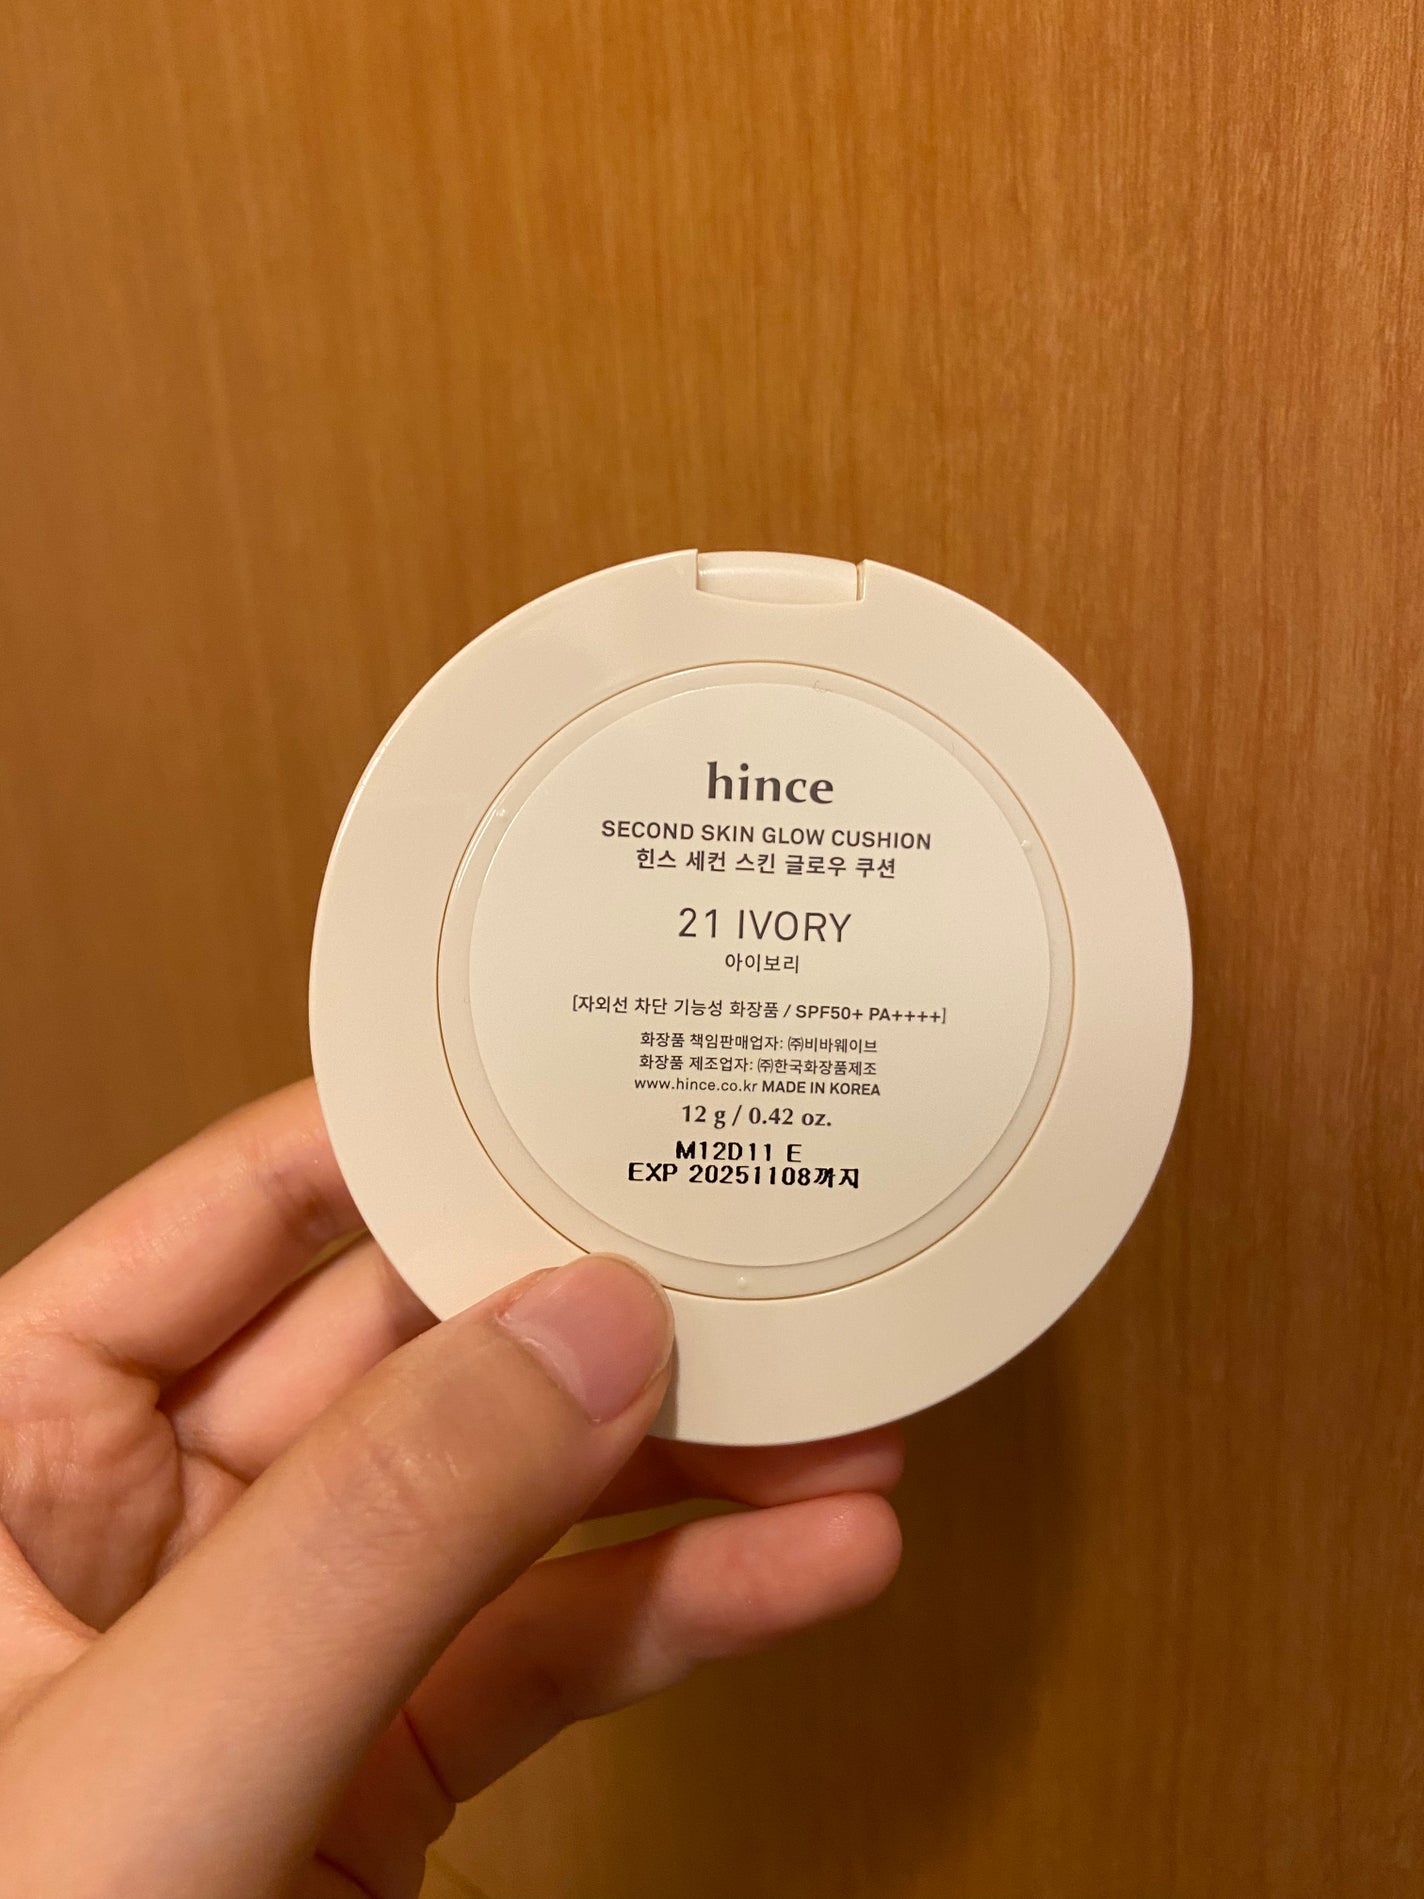 hince
SECOND SKIN GLOW CUSHION
힌스 세컨 스킨 글로우 쿠션
21 IVORY
아이보리
[자외선 차단 기능성 화장품 / SPF50+ PA++++]
화장품 책임판매업자: ㈜비바웨이브
화장품 제조업자: ㈜한국화장품제조
www.hince.co.kr MADE IN KOREA
12 g / 0.42 oz.
M12D11 E
EXP 20251108까지